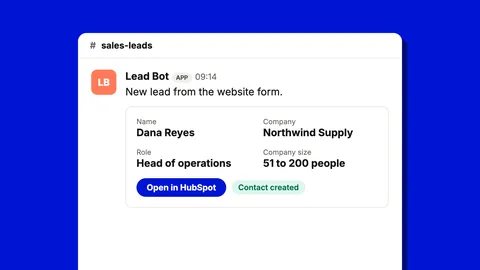 # sales-leads
LB
Lead Bot APP 09:14
New lead from the website form.
Name Company
Dana Reyes Northwind Supply
Role Company size
Head of operations 51 to 200 people
Open in HubSpot Contact created